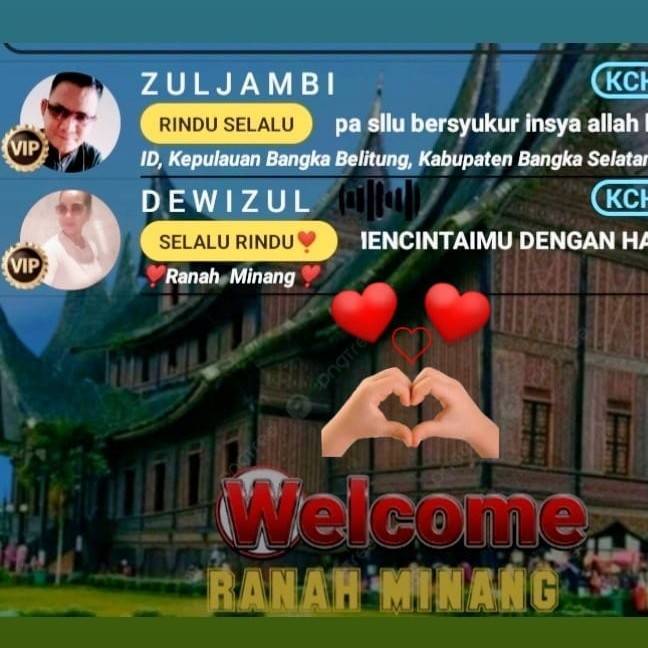 ZULJAMBI
KCH
RINDU SELALU
pa sllu bersyukur insya allah
VIP
ID, Kepulauan Bangka Belitung, Kabupaten Bangka Selatan
DEWIZUL
KCH
SELALU RINDU❣
MENCINTAIMU DENGAN HA
VIP
❣Ranah Minang❣
Welcome
RANAH MINANG